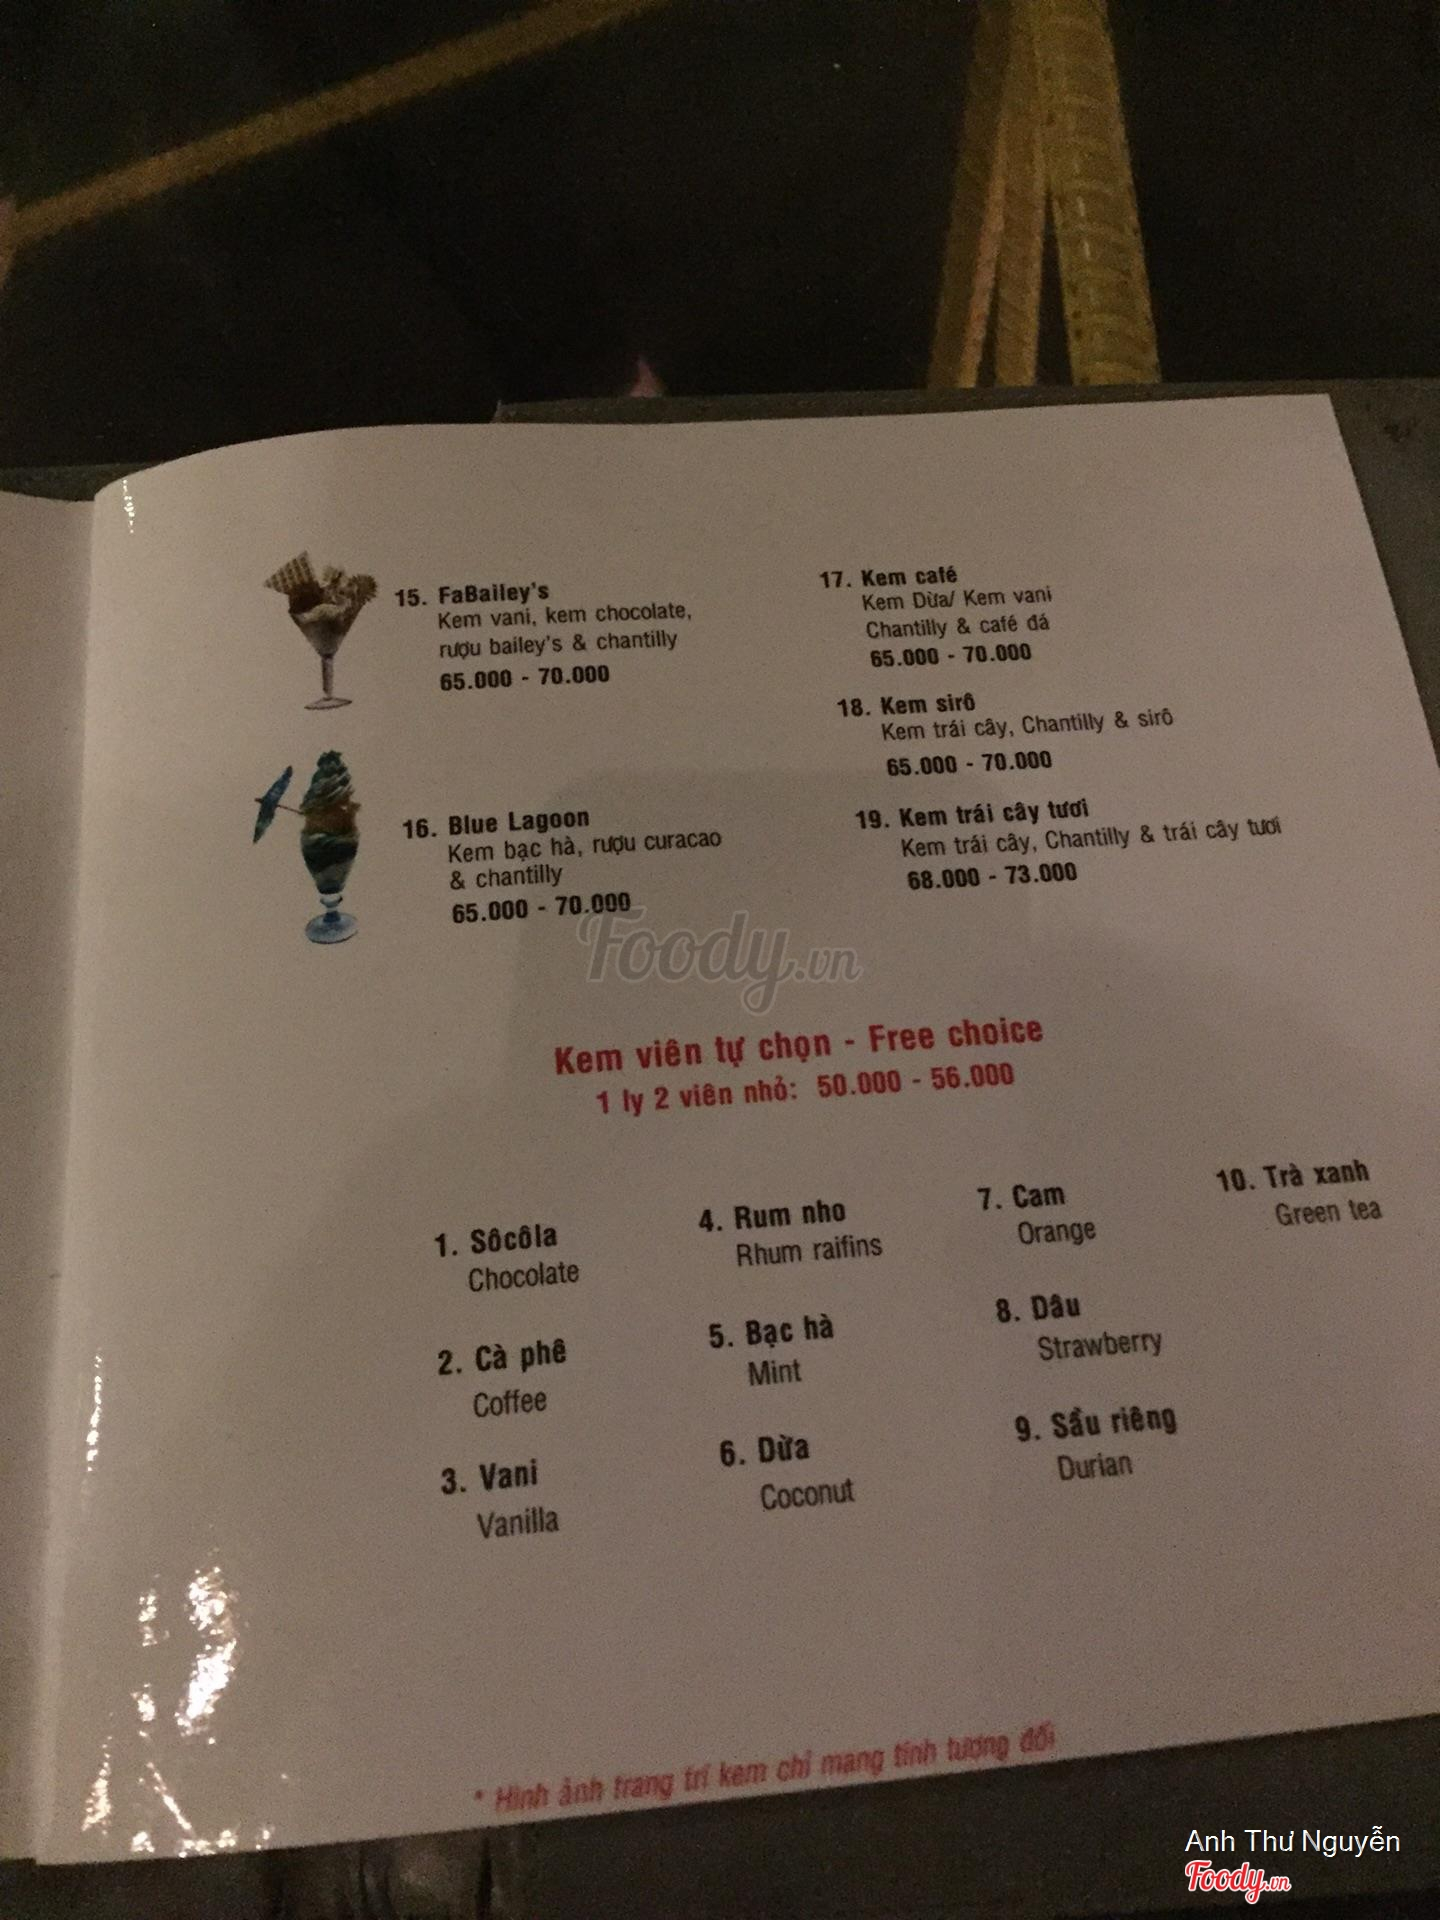 15. FaBailey's
Kem vani, kem chocolate,
rượu bailey's & chantilly
65.000 - 70.000
16. Blue Lagoon
Kem bạc hà, rượu curacao
& chantilly
65.000 - 70.000
17. Kem café
Kem Dừa/ Kem vani
Chantilly & café đá
65.000 - 70.000
18. Kem sirô
Kem trái cây, Chantilly & sirô
65.000 - 70.000
19. Kem trái cây tươi
Kem trái cây, Chantilly & trái cây tươi
68.000 - 73.000
Foody.vn
Kem viên tự chọn - Free choice
1 ly 2 viên nhỏ: 50.000 - 56.000
1. Sôcôla
Chocolate
2. Cà phê
Coffee
3. Vani
Vanilla
4. Rum nho
Rhum raifins
5. Bạc hà
Mint
6. Dừa
Coconut
7. Cam
Orange
8. Dâu
Strawberry
9. Sầu riêng
Durian
10. Trà xanh
Green tea
* Hình ảnh trang trí kem chỉ mang tính tượng đối
Anh Thư Nguyễn
Foody.vn